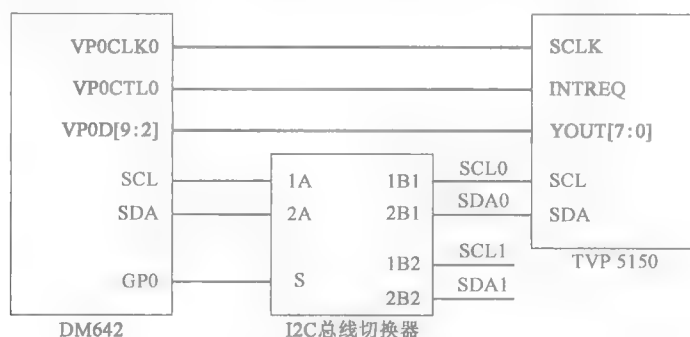 VP0CLK0
SCLK
VP0CTL0
INTREQ
VP0D[9:2]
YOUT[7:0]
SCL
1A
1B1
SCL0
SCL
SDA
2A
2B1
SDA0
SDA
1B2
SCL1
GP0
S
2B2
SDA1
TVP 5150
DM642
I2C总线切换器